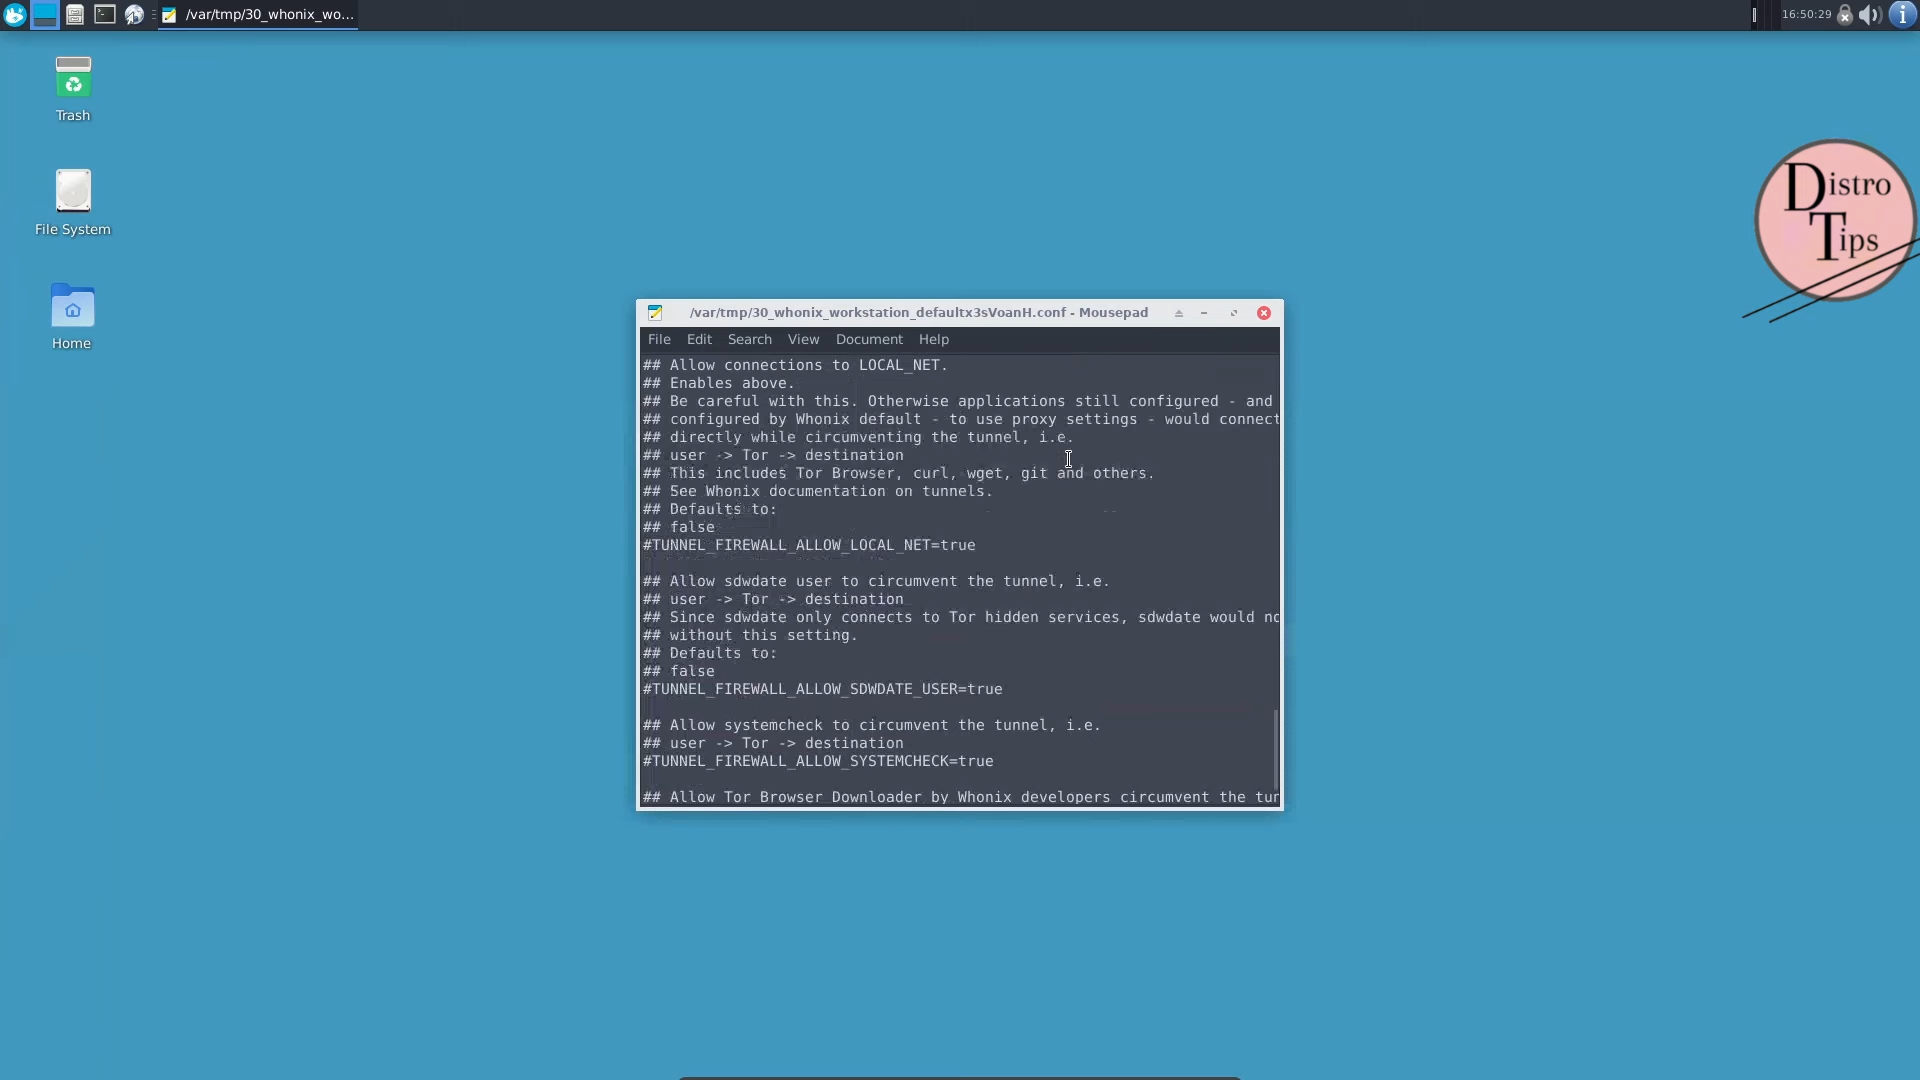 /var/tmp/30_whonix_wo...
16:50:29
Trash
File System
Home
Distro
Tips
/var/tmp/30_whonix_workstation_defaultx3sVoanH.conf - Mousepad
File Edit Search View Document Help
## Allow connections to LOCAL_NET.
## Enables above.
## Be careful with this. Otherwise applications still configured - and
## configured by Whonix default - to use proxy settings - would connect
## directly while circumventing the tunnel, i.e.
## user -> Tor -> destination
## This includes Tor Browser, curl, wget, git and others.
## See Whonix documentation on tunnels.
## Defaults to:
## false
#TUNNEL_FIREWALL_ALLOW_LOCAL_NET=true
## Allow sdwdate user to circumvent the tunnel, i.e.
## user -> Tor -> destination
## Since sdwdate only connects to Tor hidden services, sdwdate would no
## without this setting.
## Defaults to:
## false
#TUNNEL_FIREWALL_ALLOW_SDWDATE_USER=true
## Allow systemcheck to circumvent the tunnel, i.e.
## user -> Tor -> destination
#TUNNEL_FIREWALL_ALLOW_SYSTEMCHECK=true
## Allow Tor Browser Downloader by Whonix developers circumvent the tun